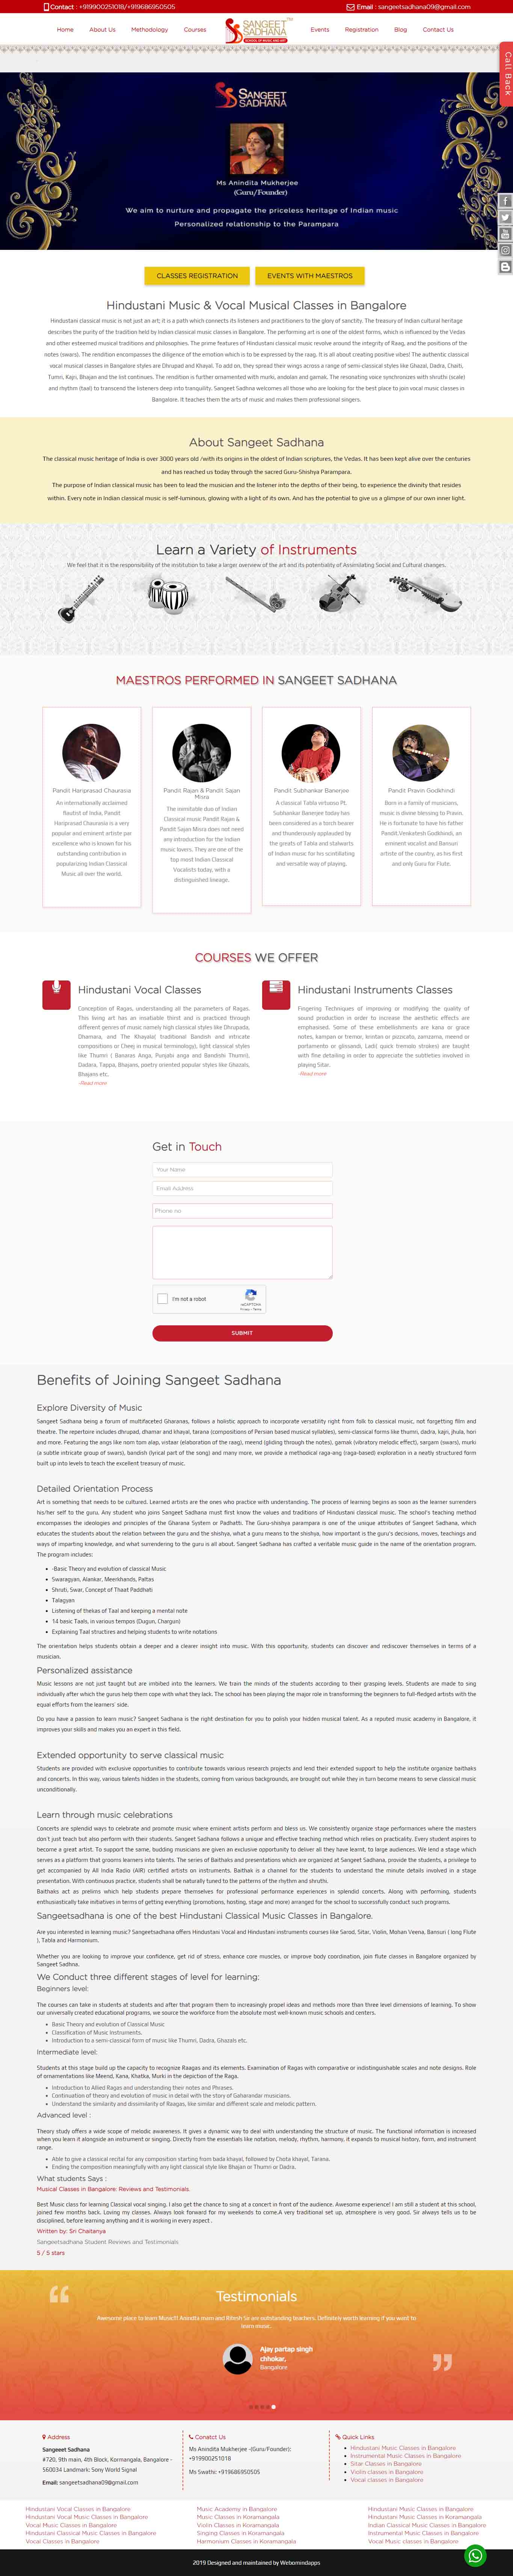 Contact : +919900251018/+919686950505
Email : sangeetsadhana09@gmail.com
Home About Us Methodology Courses
SANGEET SADHANA
SCHOOL OF MUSIC AND ART
Events Registration Blog Contact Us
Call Back
SANGEET SADHANA
Ms Anindita Mukherjee
(Guru/Founder)
We aim to nurture and propagate the priceless heritage of Indian music
Personalized relationship to the Parampara
CLASSES REGISTRATION
EVENTS WITH MAESTROS
Hindustani Music & Vocal Musical Classes in Bangalore
Hindustani classical music is not just an art; it is a path which connects its listeners and practitioners to the glory of sanctity. The treasury of Indian cultural heritage
describes the purity of the tradition held by Indian classical music classes in Bangalore. The performing art is one of the oldest forms, which is influenced by the Vedas
and other esteemed musical traditions and philosophies. The prime features of Hindustani classical music revolve around the integrity of Raag, and the positions of the
notes (swars). The rendition encompasses the diligence of the emotion which is to be expressed by the raag. It is all about creating positive vibes! The authentic classical
vocal musical classes in Bangalore styles are Dhrupad and Khayal. To add on, they spread their wings across a range of semi-classical styles like Ghazal, Dadra, Chaiti,
Tumri, Kajri, Bhajan and the list continues. The rendition is further ornamented with murki, andolan and gamak. The resonating voice synchronizes with shruthi (scale)
and rhythm (taal) to transcend the listeners deep into tranquility. Sangeet Sadhna welcomes all those who are looking for the best place to join vocal music classes in
Bangalore. It teaches them the arts of music and makes them professional singers.
About Sangeet Sadhana
The classical music heritage of India is over 3000 years old /with its origins in the oldest of Indian scriptures, the Vedas. It has been kept alive over the centuries
and has reached us today through the sacred Guru-Shishya Parampara.
The purpose of Indian classical music has been to lead the musician and the listener into the depths of their being, to experience the divinity that resides
within. Every note in Indian classical music is self-luminous, glowing with a light of its own. And has the potential to give us a glimpse of our own inner light.
Learn a Variety of Instruments
We feel that it is the responsibility of the institution to take a larger overview of the art and its potentiality of Assimilating Social and Cultural changes.
MAESTROS PERFORMED IN SANGEET SADHANA
Pandit Hariprasad Chaurasia
An internationally acclaimed
flautist of India, Pandit
Hariprasad Chaurasia is a very
popular and eminent artiste par
excellence who is known for his
outstanding contribution in
popularizing Indian Classical
Music all over the world.
Pandit Rajan & Pandit Sajan
Misra
The inimitable duo of Indian
Classical music Pandit Rajan &
Pandit Sajan Misra does not need
any introduction for the Indian
music lovers. They are one of the
top most Indian Classical
Vocalists today, with a
distinguished lineage.
Pandit Subhankar Banerjee
A classical Tabla virtuoso Pt.
Subhankar Banerjee today has
been considered as a torch bearer
and thunderously applauded by
the greats of Tabla and stalwarts
of Indian music for his scintillating
and versatile way of playing.
Pandit Pravin Godkhindi
Born in a family of musicians,
music is divine blessing to Pravin.
He is fortunate to have his father
Pandit.Venkatesh Godkhindi, an
eminent vocalist and Bansuri
artiste of the country, as his first
and only Guru for Flute.
COURSES WE OFFER
Hindustani Vocal Classes
Conception of Ragas, understanding all the parameters of Ragas.
This living art has an insatiable thirst and is practiced through
different genres of music namely high classical styles like Dhrupada,
Dhamara, and The Khayala( traditional Bandish and intricate
compositions or Cheej in musical terminology), light classical styles
like Thumri ( Banaras Anga, Punjabi anga and Bandishi Thumri),
Dadara, Tappa, Bhajans, poetry oriented popular styles like Ghazals,
Bhajans etc.
-Read more
Hindustani Instruments Classes
Fingering Techniques of improving or modifying the quality of
sound production in order to increase the aesthetic effects are
emphasised. Some of these embellishments are kana or grace
notes, kampan or tremor, krintan or pizzicato, zamzama, meend or
portamento or glissandi, Ladi( quick tremolo strokes) are taught
with fine detailing in order to appreciate the subtleties involved in
playing Sitar.
-Read more
Get in Touch
Your Name
Email Address
Phone no
I'm not a robot
reCAPTCHA
Privacy - Terms
SUBMIT
Benefits of Joining Sangeet Sadhana
Explore Diversity of Music
Sangeet Sadhana being a forum of multifaceted Gharanas, follows a holistic approach to incorporate versatility right from folk to classical music, not forgetting film and
theatre. The repertoire includes dhrupad, dhamar and khayal, tarana (compositions of Persian based musical syllables), semi-classical forms like thumri, dadra, kajri, jhula, hori
and more. Featuring the angs like nom tom alap, vistaar (elaboration of the raag), meend (gliding through the notes), gamak (vibratory melodic effect), sargam (swars), murki
(a subtle intricate group of swars), bandish (lyrical part of the song) and many more, we provide a methodical raga-ang (raga-based) exploration in a neatly structured form
built up into levels to teach the excellent treasury of music.
Detailed Orientation Process
Art is something that needs to be cultured. Learned artists are the ones who practice with understanding. The process of learning begins as soon as the learner surrenders
his/her self to the guru. Any student who joins Sangeet Sadhana must first know the values and traditions of Hindustani classical music. The school's teaching method
encompasses the ideologies and principles of the Gharana System or Padhatti. The Guru-shishya parampara is one of the unique attributes of Sangeet Sadhana, which
educates the students about the relation between the guru and the shishya, what a guru means to the shishya, how important is the guru's decisions, moves, teachings and
ways of imparting knowledge, and what surrendering to the guru is all about. Sangeet Sadhana has crafted a veritable music guide in the name of the orientation program.
The program includes:
-Basic Theory and evolution of classical Music
Swaragyan, Alankar, Meerkhands, Paltas
Shruti, Swar, Concept of Thaat Paddhati
Talagyan
Listening of thekas of Taal and keeping a mental note
14 basic Taals, in various tempos (Dugun, Chargun)
Explaining Taal structures and helping students to write notations
The orientation helps students obtain a deeper and a clearer insight into music. With this opportunity, students can discover and rediscover themselves in terms of a
musician.
Personalized assistance
Music lessons are not just taught but are imbibed into the learners. We train the minds of the students according to their grasping levels. Students are made to sing
individually after which the gurus help them cope with what they lack. The school has been playing the major role in transforming the beginners to full-fledged artists with the
equal efforts from the learners' side.
Do you have a passion to learn music? Sangeet Sadhana is the right destination for you to polish your hidden musical talent. As a reputed music academy in Bangalore, it
improves your skills and makes you an expert in this field.
Extended opportunity to serve classical music
Students are provided with exclusive opportunities to contribute towards various research projects and lend their extended support to help the institute organize baithaks
and concerts. In this way, various talents hidden in the students, coming from various backgrounds, are brought out while they in turn become means to serve classical music
unconditionally.
Learn through music celebrations
Concerts are splendid ways to celebrate and promote music where eminent artists perform and bless us. We consistently organize stage performances where the masters
don't just teach but also perform with their students. Sangeet Sadhana follows a unique and effective teaching method which relies on practicality. Every student aspires to
become a great artist. To support the same, budding musicians are given an exclusive opportunity to deliver all they have learnt, to large audiences. We lend a stage which
serves as a platform that grooms learners into talents. The series of Baithaks and presentations which are organized at Sangeet Sadhana, provide the students, a privilege to
get accompanied by All India Radio (AIR) certified artists on instruments. Baithak is a channel for the students to understand the minute details involved in a stage
presentation. With continuous practice, students shall be naturally tuned to the patterns of the rhythm and shruthi.
Baithaks act as prelims which help students prepare themselves for professional performance experiences in splendid concerts. Along with performing, students
enthusiastically take initiatives in terms of getting everything (promotions, hosting, stage and more) arranged for the school to successfully conduct such programs.
Sangeetsadhana is one of the best Hindustani Classical Music Classes in Bangalore.
Are you interested in learning music? Sangeetsadhana offers Hindustani Vocal and Hindustani instruments courses like Sarod, Sitar, Violin, Mohan Veena, Bansuri ( long Flute
), Tabla and Harmonium.
Whether you are looking to improve your confidence, get rid of stress, enhance core muscles, or improve body coordination, join flute classes in Bangalore organized by
Sangeet Sadhna.
We Conduct three different stages of level for learning:
Beginners level:
The courses can take in students at students and after that program them to increasingly propel ideas and methods more than three level dimensions of learning. To show
our university created educational programs, we source the workforce from the absolute most well-known music schools and centers.
Basic Theory and evolution of Classical Music
Classification of Music Instruments.
Introduction to a semi-classical form of music like Thumri, Dadra, Ghazals etc.
Intermediate level:
Students at this stage build up the capacity to recognize Raagas and its elements. Examination of Ragas with comparative or indistinguishable scales and note designs. Role
of ornamentations like Meend, Kana, Khatka, Murki in the depiction of the Raga.
Introduction to Allied Ragas and understanding their notes and Phrases.
Continuation of theory and evolution of music in detail with the story of Gaharandar musicians.
Understand the similarity and dissimilarity of Raagas, like similar and different scale and melodic pattern.
Advanced level :
Theory study offers a wide scope of melodic awareness. It gives a dynamic way to deal with understanding the structure of music. The functional information is increased
when you learn it alongside an instrument or singing. Directly from the essentials like notation, melody, rhythm, harmony, it expands to musical history, form, and instrument
range.
Able to give a classical recital for any composition starting from bada khayal, followed by Chota khayal, Tarana.
Ending the composition meaningfully with any light classical style like Bhajan or Thumri or Dadra.
What students Says :
Musical Classes in Bangalore: Reviews and Testimonials.
Best Music class for learning Classical vocal singing. I also get the chance to sing at a concert in front of the audience. Awesome experience! I am still a student at this school,
joined few months back. Loving my classes. Always look forward for my weekends to come.A very traditional set up, atmosphere's very good. Sir always tells us to be
disciplined, before learning anything and it is working in every aspect .
Written by: Sri Chaitanya
Sangeetsadhana Student Reviews and Testimonials
5 / 5 stars
Testimonials
Awesome place to learn Music!!! Anindita mam and Ritesh Sir are outstanding teachers. Definitely worth learning if you want to
learn music..
Ajay partap singh
chhokar,
Bangalore
Address
Sangeeet Sadhana
#720, 9th main, 4th Block, Kormangala, Bangalore -
560034 Landmark: Sony World Signal
Email: sangeetsadhana09@gmail.com
Conatct Us
Ms Anindita Mukherjee -(Guru/Founder):
+919900251018
Ms Swathi: +919686950505
Quick Links
Hindustani Music Classes in Bangalore
Instrumental Music Classes in Bangalore
Sitar Classes in Bangalore
Violin classes in Bangalore
Vocal classes in Bangalore
Hindustani Vocal Classes in Bangalore
Hindustani Vocal Music Classes in Bangalore
Vocal Music Classes in Bangalore
Hindustani Classical Music Classes in Bangalore
Vocal Classes in Bangalore
Music Academy in Bangalore
Music Classes in Koramangala
Violin Classes in Koramangala
Singing Classes in Koramangala
Harmonium Classes in Koramangala
Hindustani Music Classes in Bangalore
Hindustani Music Classes in Koramangala
Indian Classical Music Classes in Bangalore
Instrumental Music Classes in Bangalore
Vocal Music classes in Bangalore
2019 Designed and maintained by Webomindapps